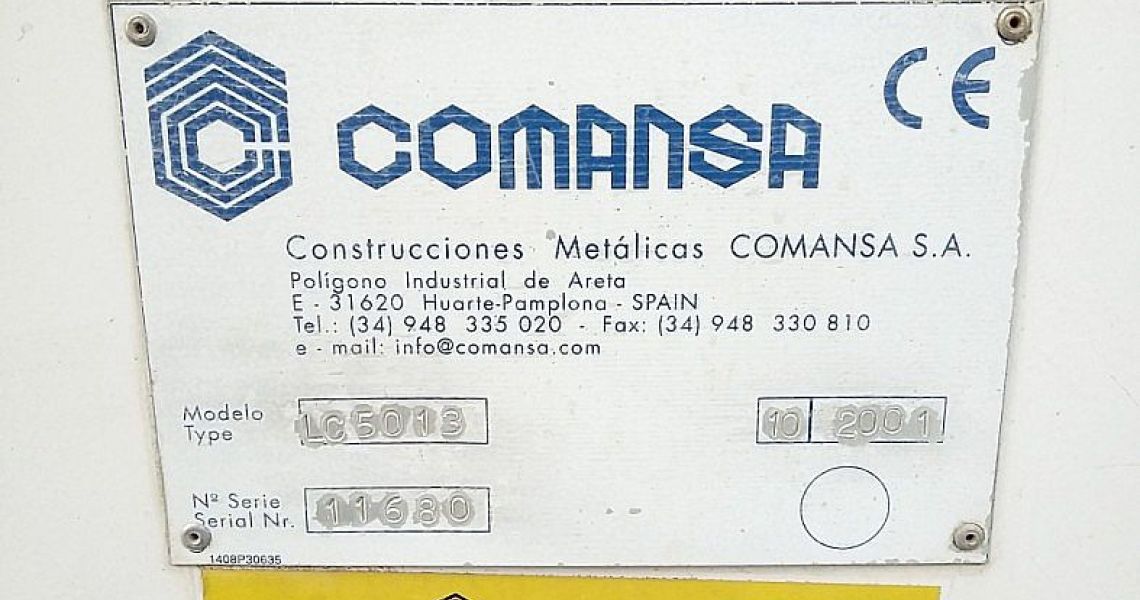 COMANSA CE
Construcciones Metálicas COMANSA S.A.
Polígono Industrial de Areta
E - 31620 Huarte-Pamplona - SPAIN
Tel.: (34) 948 335 020 - Fax: (34) 948 330 810
e - mail: info@comansa.com
Modelo
Type LC5013 10 2001
Nº Serie
Serial Nr. 11680
1408P30635